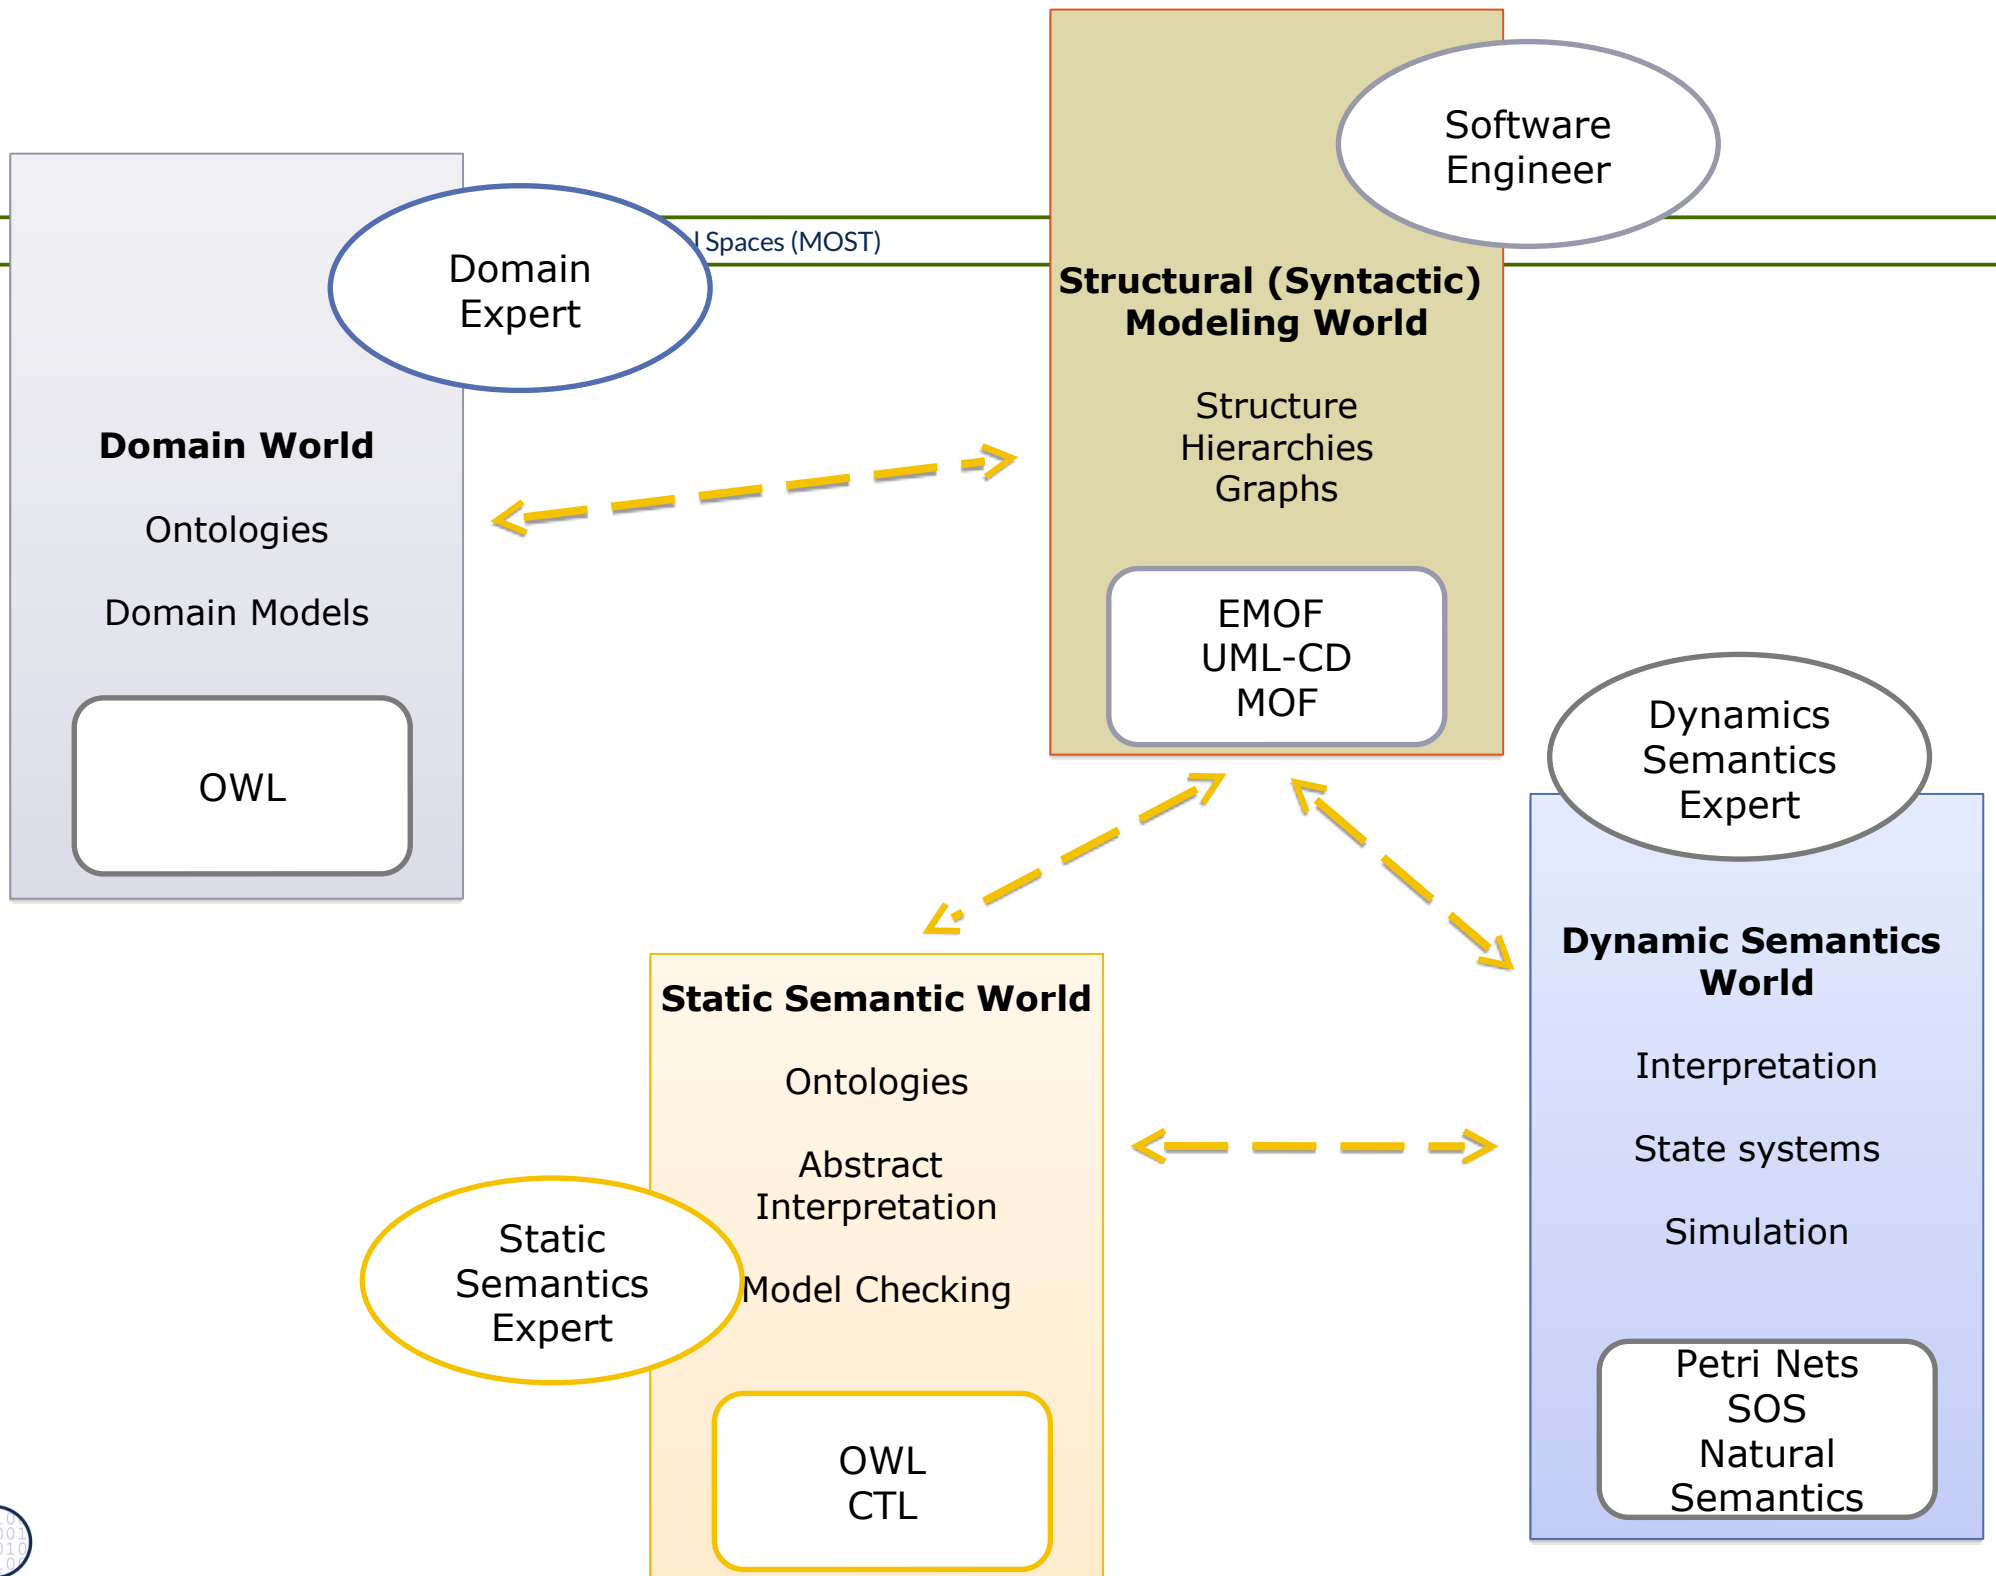 Software
Engineer
Spaces (MOST)
Domain
Expert
Structural (Syntactic)
Modeling World
Structure
Hierarchies
Graphs
EMOF
UML-CD
MOF
Domain World
Ontologies
Domain Models
OWL
Dynamics
Semantics
Expert
Dynamic Semantics
World
Interpretation
State systems
Simulation
Petri Nets
SOS
Natural
Semantics
Static Semantic World
Ontologies
Abstract
Interpretation
Model Checking
Static
Semantics
Expert
OWL
CTL